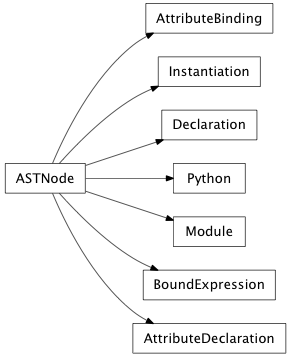 AttributeBinding
Instantiation
Declaration
ASTNode
Python
Module
BoundExpression
AttributeDeclaration